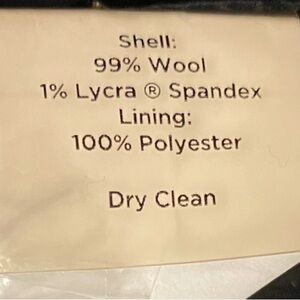 Shell:
99% Wool
1% Lycra ® Spandex
Lining:
100% Polyester
Dry Clean